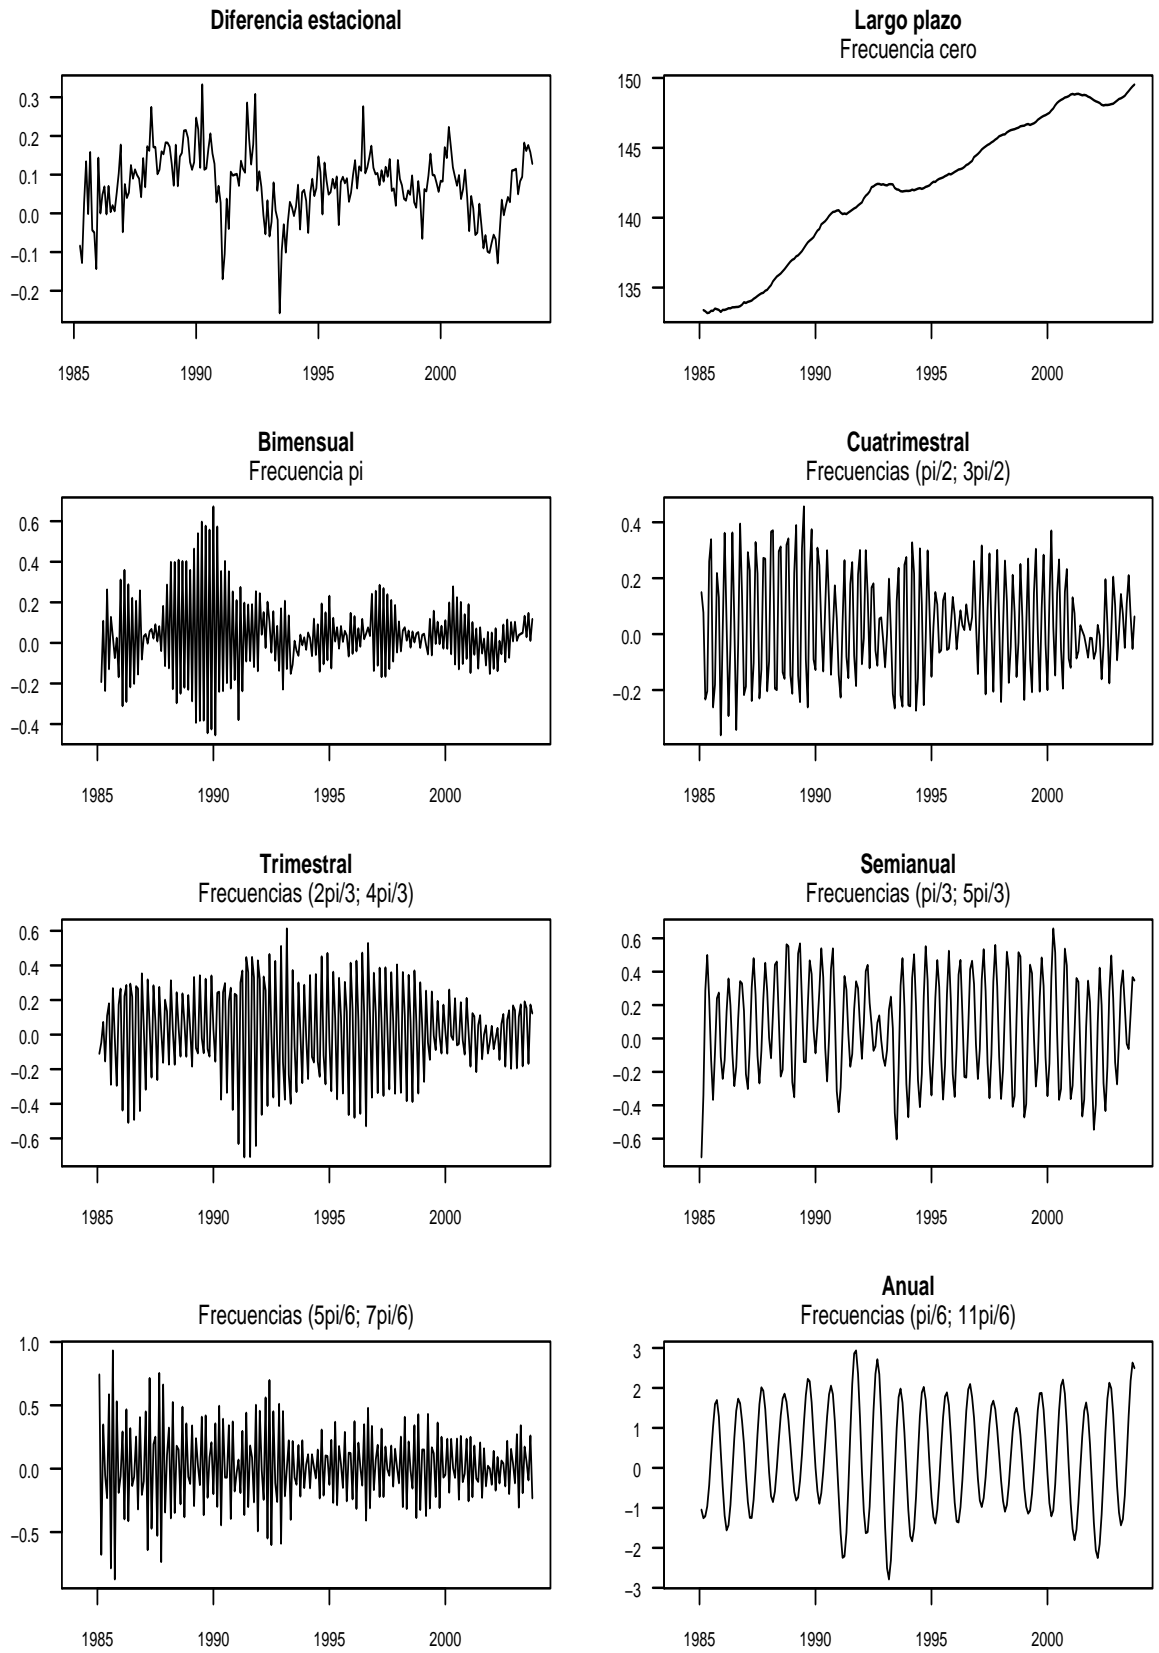 Diferencia estacional
0.3
0.2
0.1
0.0
−0.1
−0.2
1985 1990 1995 2000
Largo plazo
Frecuencia cero
150
145
140
135
1985 1990 1995 2000
Bimensual
Frecuencia pi
0.6
0.4
0.2
0.0
−0.2
−0.4
1985 1990 1995 2000
Cuatrimestral
Frecuencias (pi/2; 3pi/2)
0.4
0.2
0.0
−0.2
1985 1990 1995 2000
Trimestral
Frecuencias (2pi/3; 4pi/3)
0.6
0.4
0.2
0.0
−0.2
−0.4
−0.6
1985 1990 1995 2000
Semianual
Frecuencias (pi/3; 5pi/3)
0.6
0.4
0.2
0.0
−0.2
−0.4
−0.6
1985 1990 1995 2000
Frecuencias (5pi/6; 7pi/6)
1.0
0.5
0.0
−0.5
1985 1990 1995 2000
Anual
Frecuencias (pi/6; 11pi/6)
3
2
1
0
−1
−2
−3
1985 1990 1995 2000